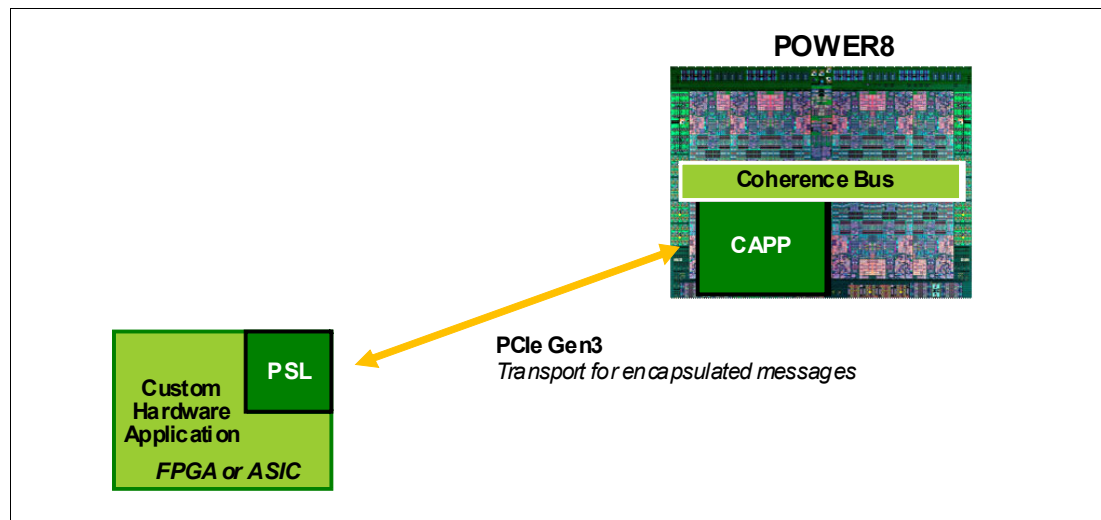 POWER8
Coherence Bus
CAPP
PCIe Gen3
Transport for encapsulated messages
PSL
Custom
Hardware
Application
FPGA or ASIC